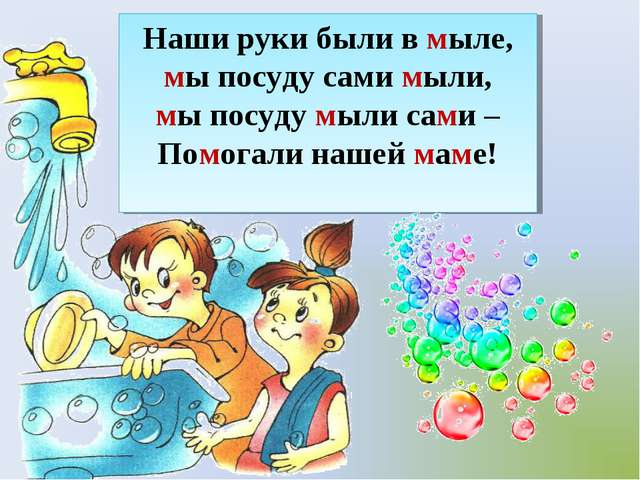 Наши руки были в мыле,
мы посуду сами мыли,
мы посуду мыли сами –
Помогали нашей маме!